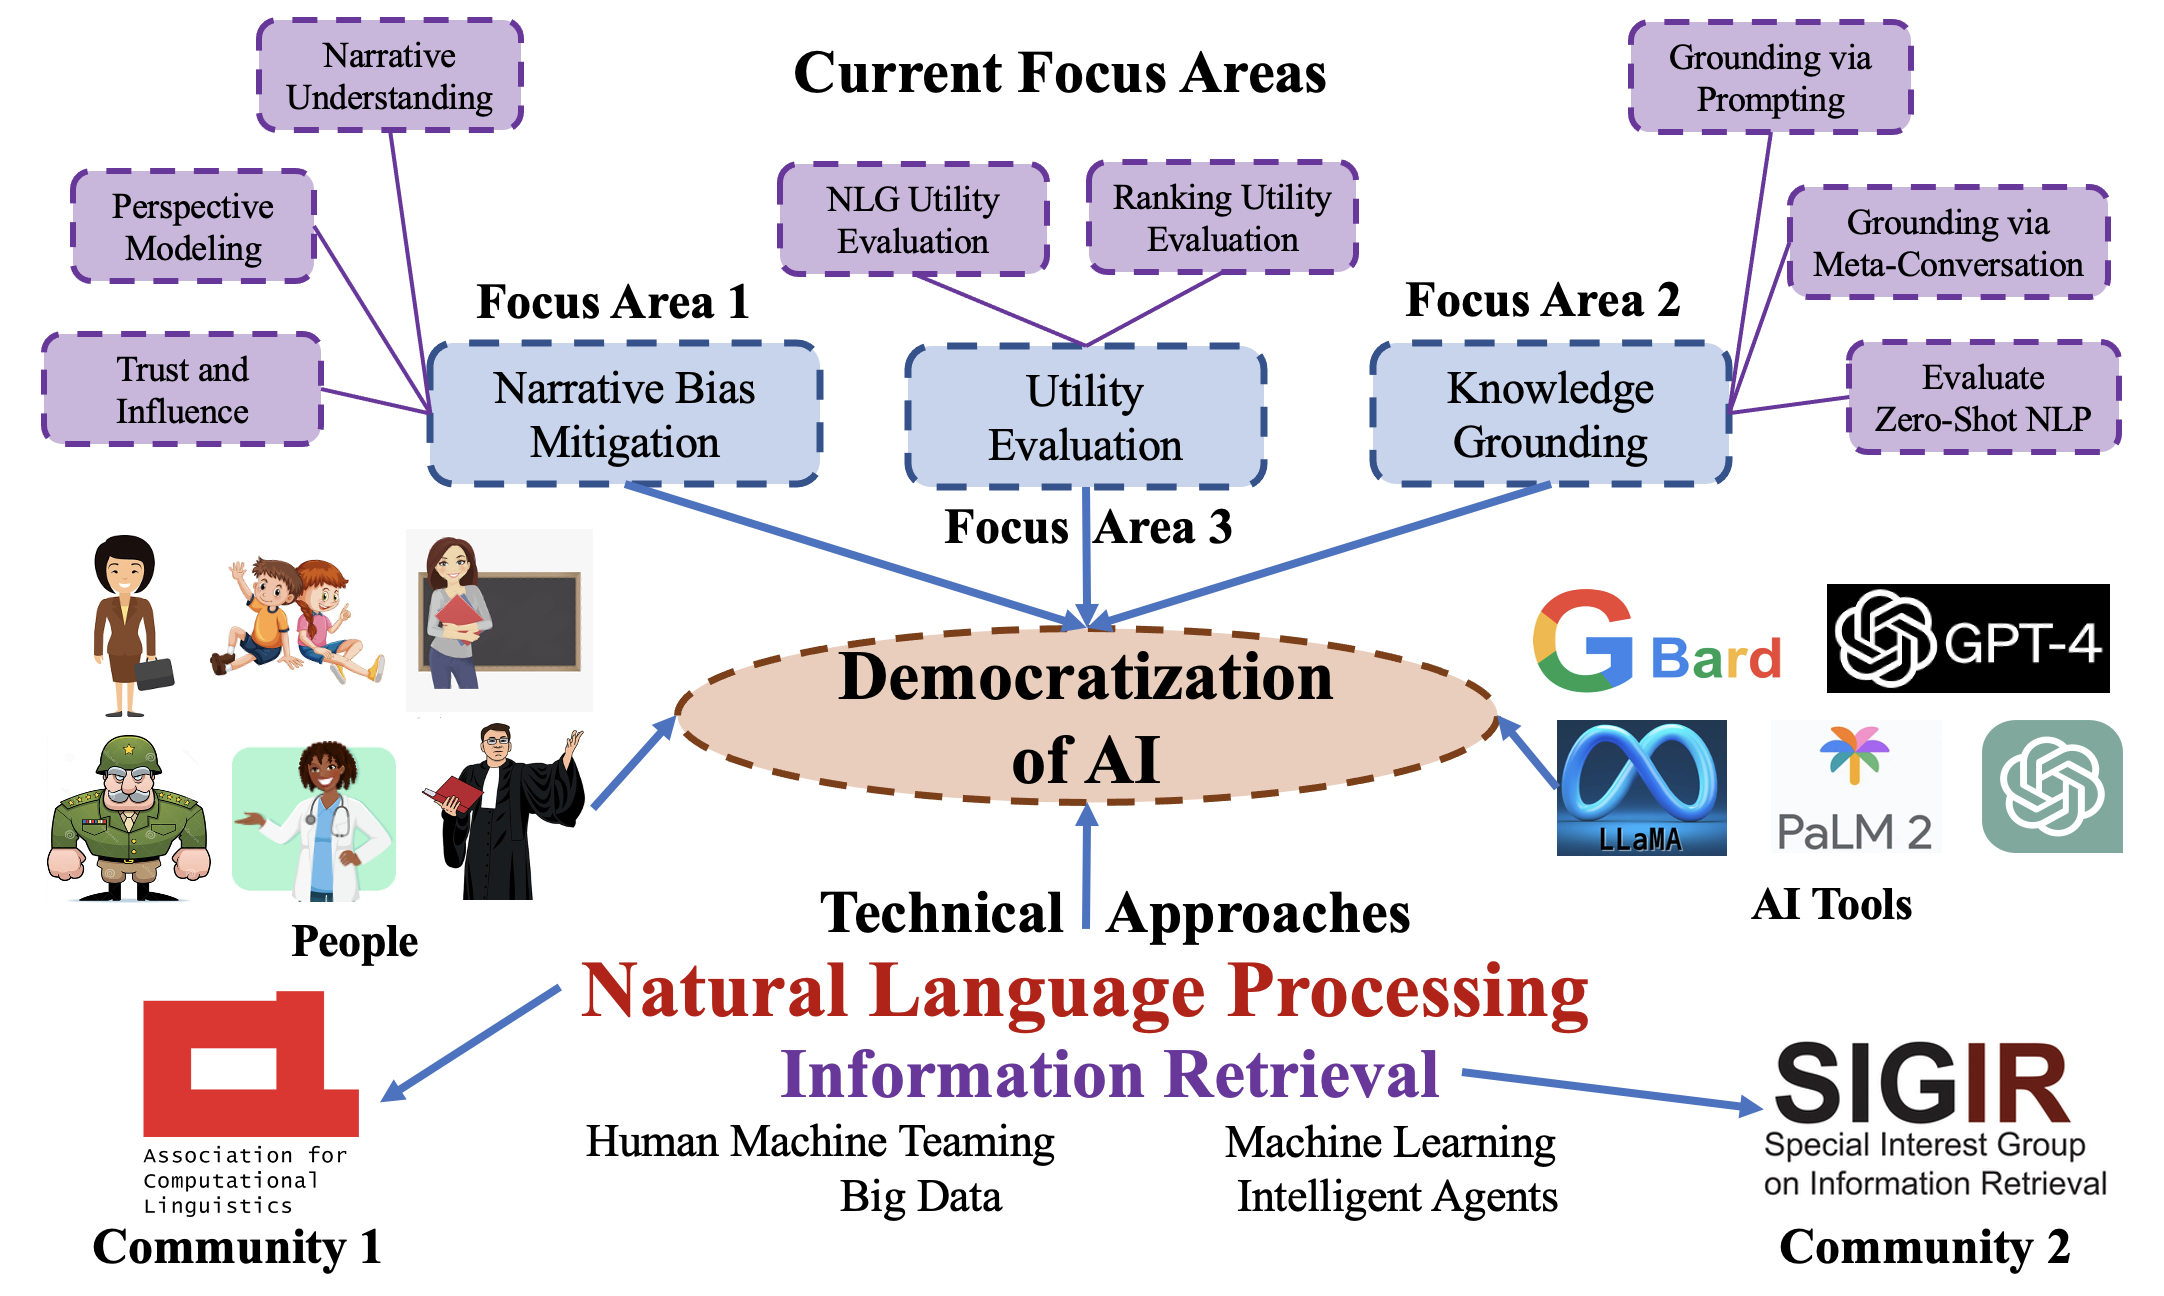 Current Focus Areas
Narrative
Understanding
Perspective
Modeling
Trust and
Influence
NLG Utility
Evaluation
Ranking Utility
Evaluation
Grounding via
Prompting
Grounding via
Meta-Conversation
Evaluate
Zero-Shot NLP
Focus Area 1
Narrative Bias
Mitigation
Utility
Evaluation
Focus Area 3
Focus Area 2
Knowledge
Grounding
Democratization
of AI
People
Bard
GPT-4
LLaMA
PaLM 2
AI Tools
Technical Approaches
Natural Language Processing
Information Retrieval
Human Machine Teaming
Machine Learning
Big Data
Intelligent Agents
Association for
Computational
Linguistics
Community 1
SIGIR
Special Interest Group
on Information Retrieval
Community 2